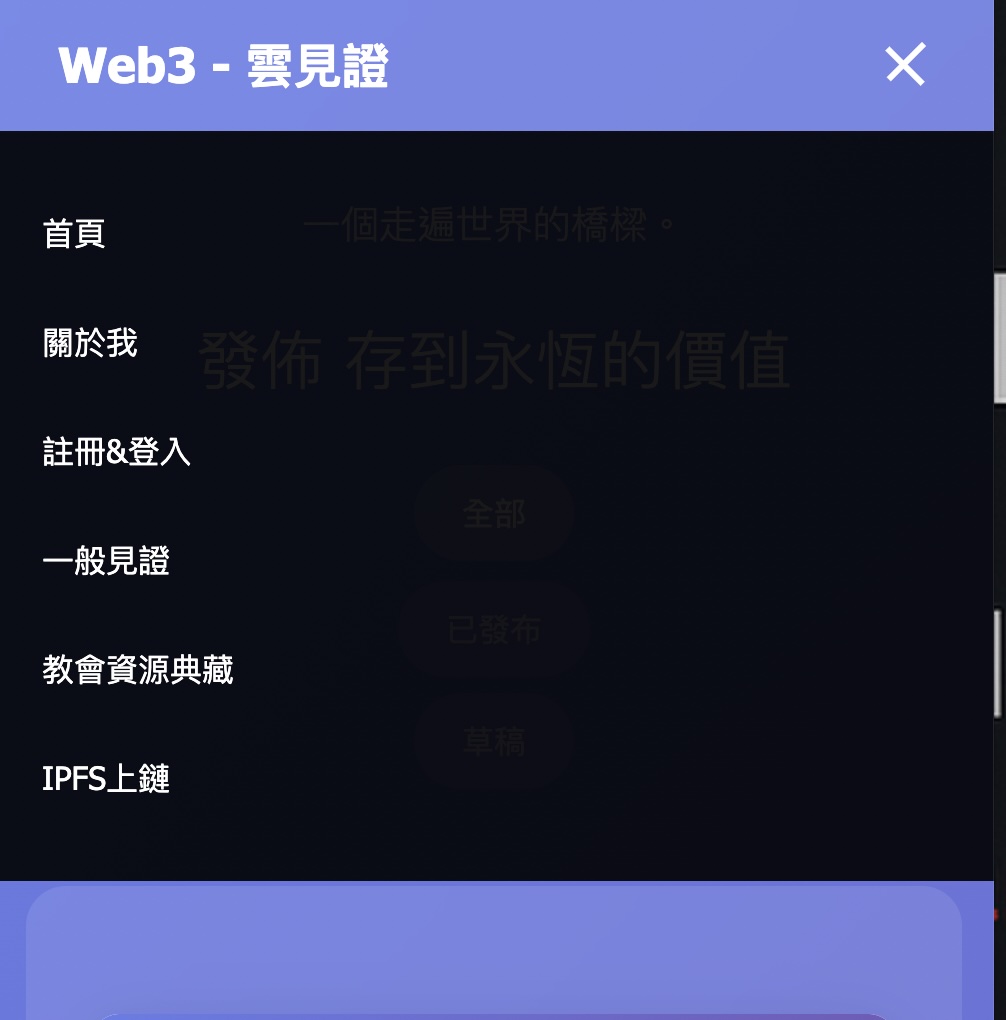 Web3 - 雲見證
一個走遍世界的橋樑。
首頁
關於我
發佈 存到永恆的價值
註冊&登入
全部
一般見證
已發布
教會資源典藏
草稿
IPFS上鏈